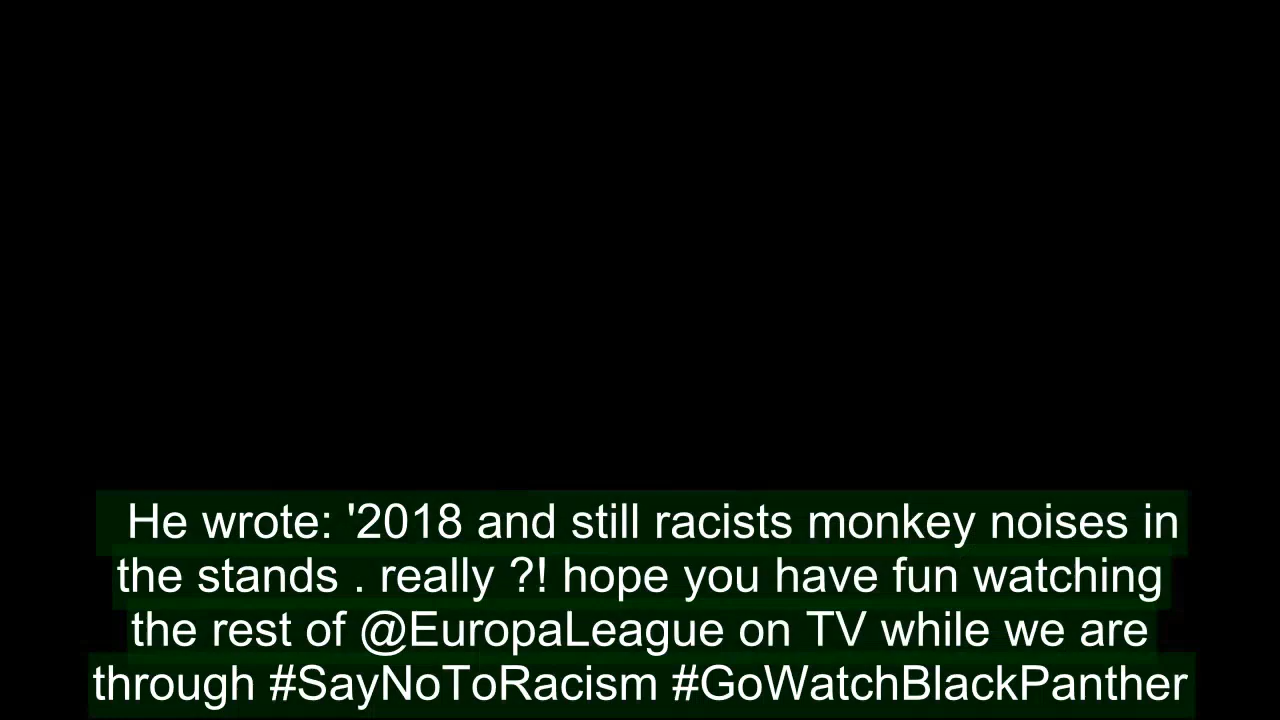 He wrote: '2018 and still racists monkey noises in
the stands . really ?! hope you have fun watching
the rest of @EuropaLeague on TV while we are
through #SayNoToRacism #GoWatchBlackPanther